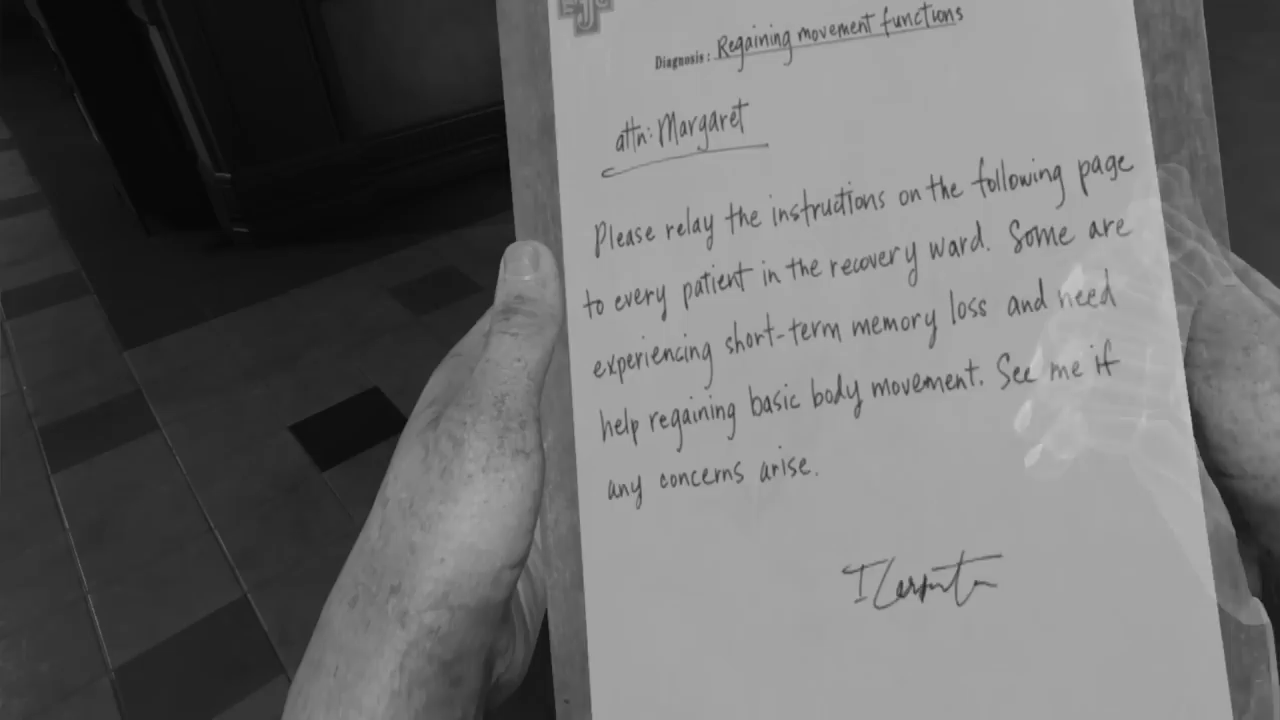 Diagnosis: Regaining movement functions
attn: Margaret
Please relay the instructions on the following page
to every patient in the recovery ward. Some are
experiencing short-term memory loss and need
help regaining basic body movement. See me if
any concerns arise.